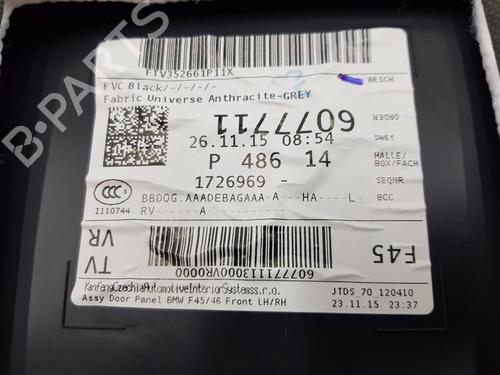 FTV352661P11X
PVC Black/-/-/-/-/-
Fabric Universe Anthracite-GREY
BESCH
6077711
ORDER
26.11.15 08:54
SWET
P 486 14
HALLE/
BOX/FACH
1726969 -
SEQNR
I110744
BBDOG.AAADEBAGAAA-A---HA----L-
8CC
RV------A
TV
VR
6077711113000VR0000
F45
YanfengCzechiaAutomotiveInteriorSystemss.r.o.
JTDS 70 120410
Assy Door Panel BMW F45/46 Front LH/RH
23.11.15 23:37
B-PARTS